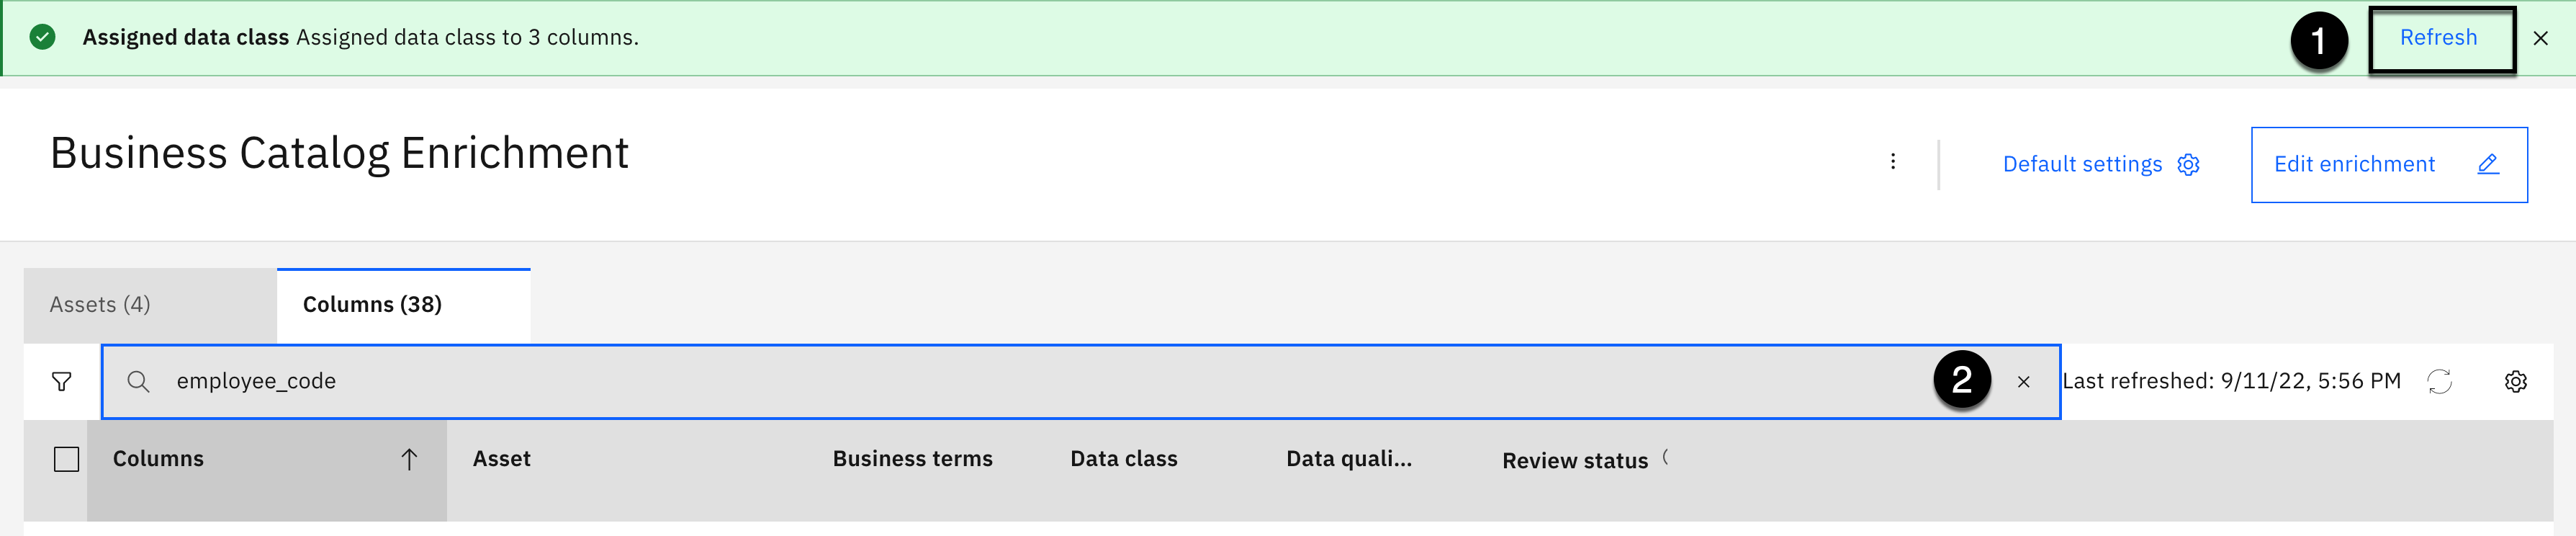 Assigned data class Assigned data class to 3 columns.
1
Refresh
Business Catalog Enrichment
Default settings
Edit enrichment
Assets (4)
Columns (38)
employee_code
2
Last refreshed: 9/11/22, 5:56 PM
Columns
Asset
Business terms
Data class
Data quali...
Review status